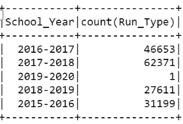 +-----------+---------------+
|School_Year|count(Run_Type)|
+-----------+---------------+
| 2016-2017| 46653|
| 2017-2018| 62371|
| 2019-2020| 1|
| 2018-2019| 27611|
| 2015-2016| 31199|
+-----------+---------------+